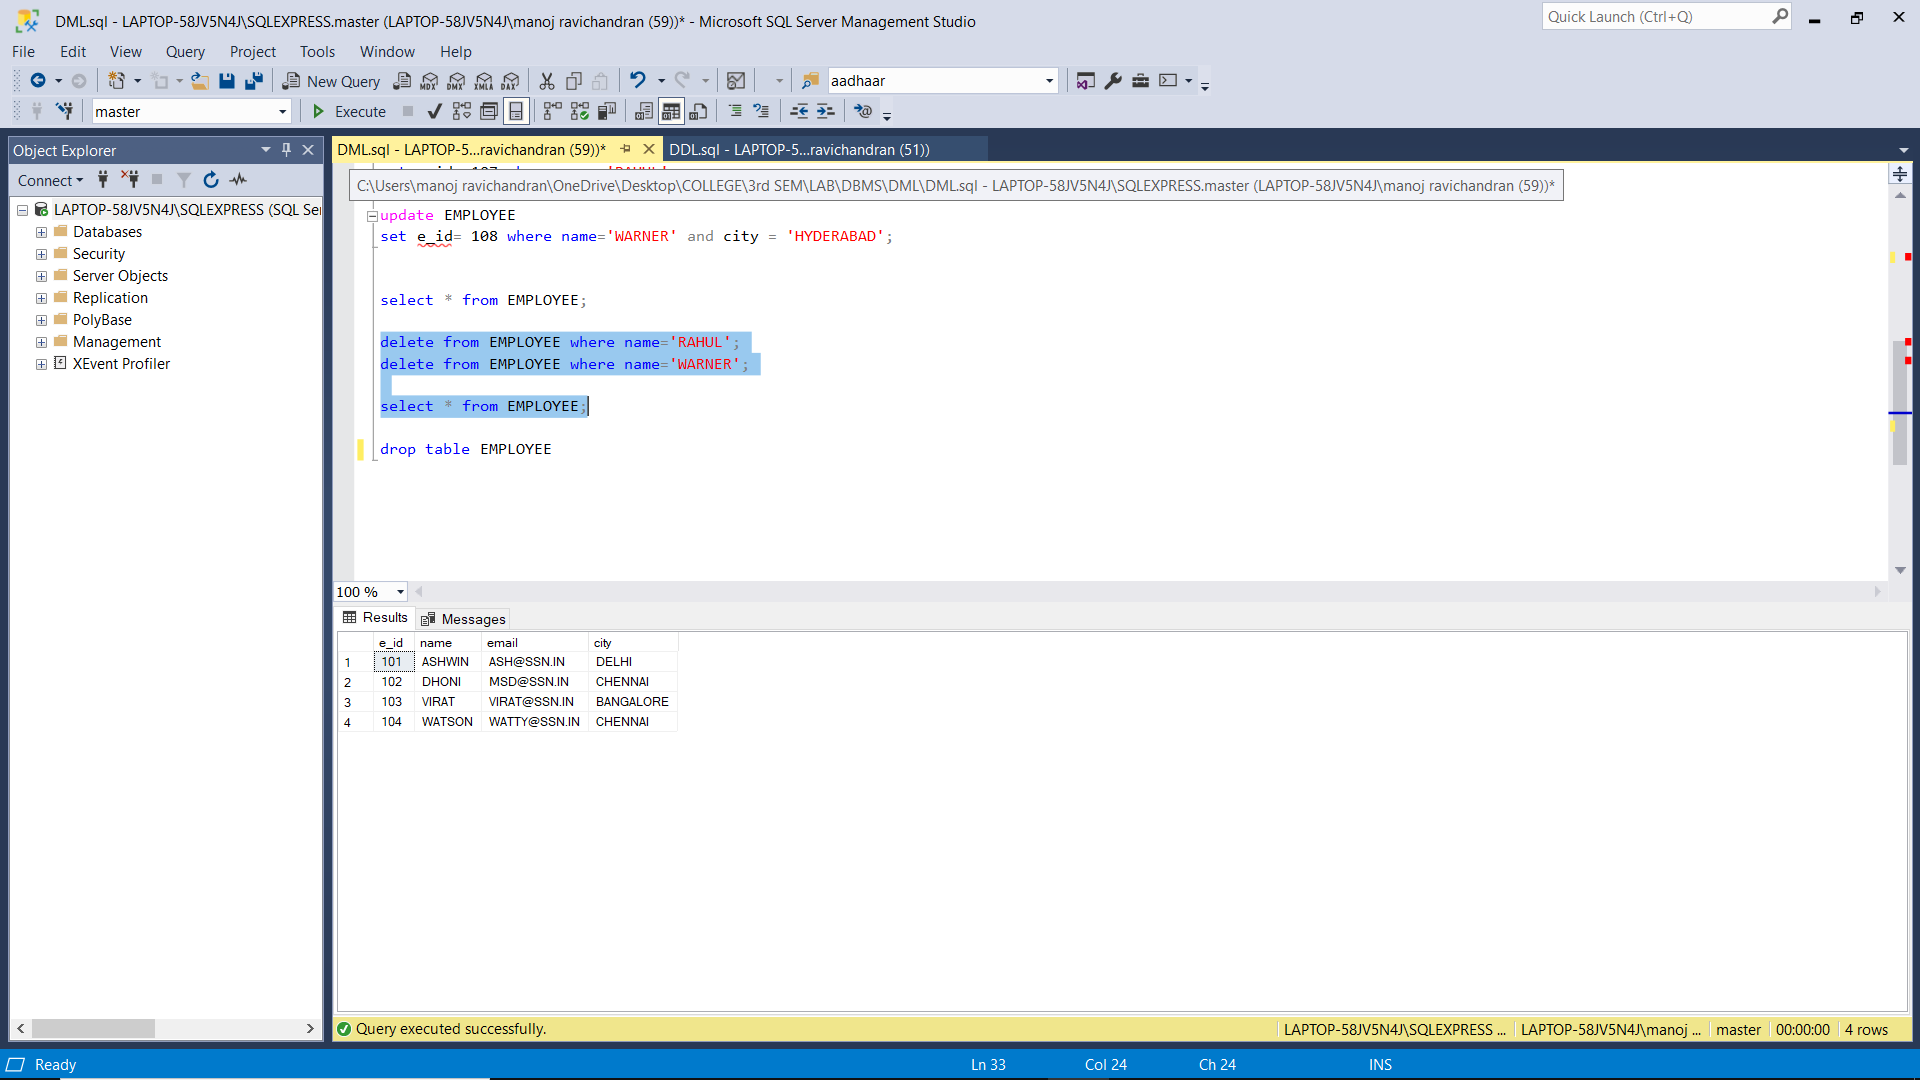 DML.sql - LAPTOP-58JV5N4J\SQLEXPRESS.master (LAPTOP-58JV5N4J\manoj ravichandran (59))* - Microsoft SQL Server Management Studio
Quick Launch (Ctrl+Q)
File Edit View Query Project Tools Window Help
New Query
MDX DMX XMLA DAX
aadhaar
master
Execute
Object Explorer
Connect
LAPTOP-58JV5N4J\SQLEXPRESS (SQL Se
Databases
Security
Server Objects
Replication
PolyBase
Management
XEvent Profiler
DML.sql - LAPTOP-5...ravichandran (59))*
DDL.sql - LAPTOP-5...ravichandran (51))
C:\Users\manoj ravichandran\OneDrive\Desktop\COLLEGE\3rd SEM\LAB\DBMS\DML\DML.sql - LAPTOP-58JV5N4J\SQLEXPRESS.master (LAPTOP-58JV5N4J\manoj ravichandran (59))*
update EMPLOYEE
set e_id= 108 where name='WARNER' and city = 'HYDERABAD';
select * from EMPLOYEE;
delete from EMPLOYEE where name='RAHUL';
delete from EMPLOYEE where name='WARNER';
select * from EMPLOYEE;
drop table EMPLOYEE
100 %
Results Messages
e_id name email city
1 101 ASHWIN ASH@SSN.IN DELHI
2 102 DHONI MSD@SSN.IN CHENNAI
3 103 VIRAT VIRAT@SSN.IN BANGALORE
4 104 WATSON WATTY@SSN.IN CHENNAI
Query executed successfully.
LAPTOP-58JV5N4J\SQLEXPRESS ... LAPTOP-58JV5N4J\manoj ... master 00:00:00 4 rows
Ready
Ln 33 Col 24 Ch 24 INS